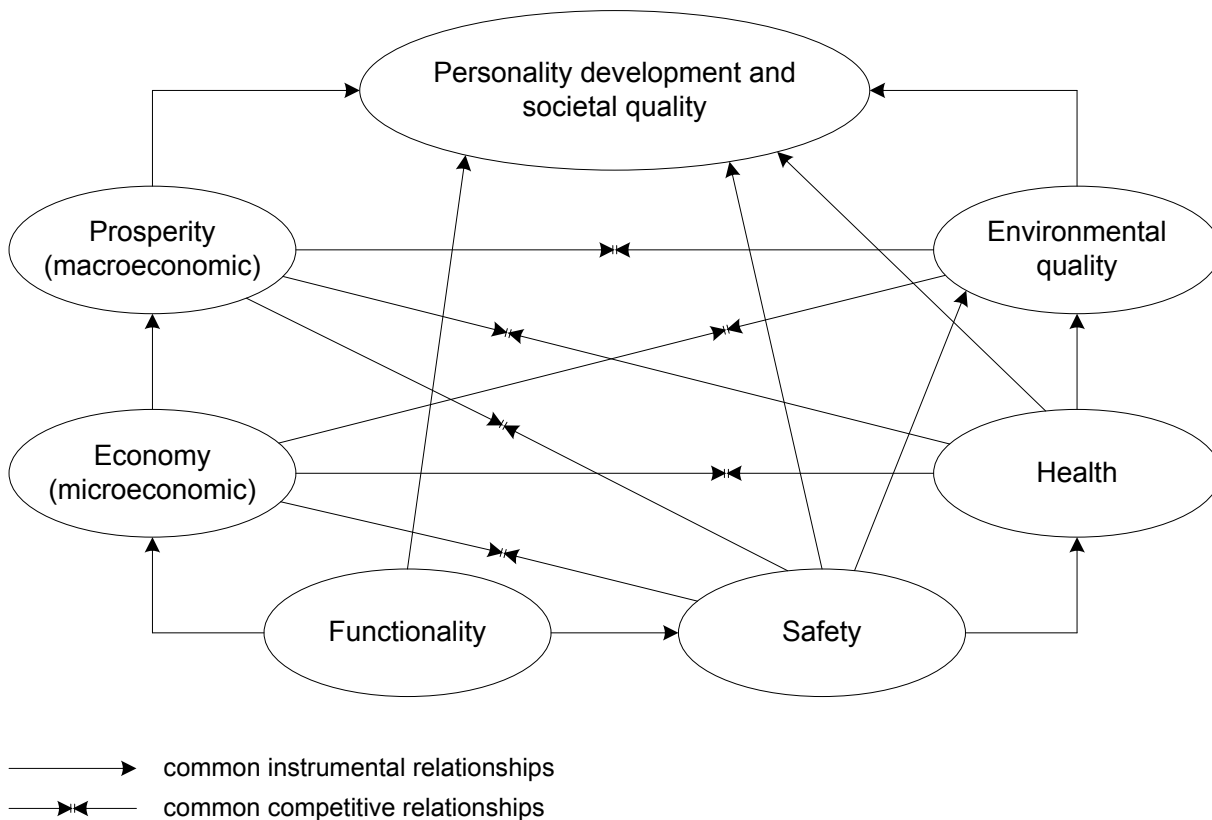 Personality development and
societal quality
Prosperity
(macroeconomic)
Environmental
quality
Economy
(microeconomic)
Health
Functionality
Safety
common instrumental relationships
common competitive relationships